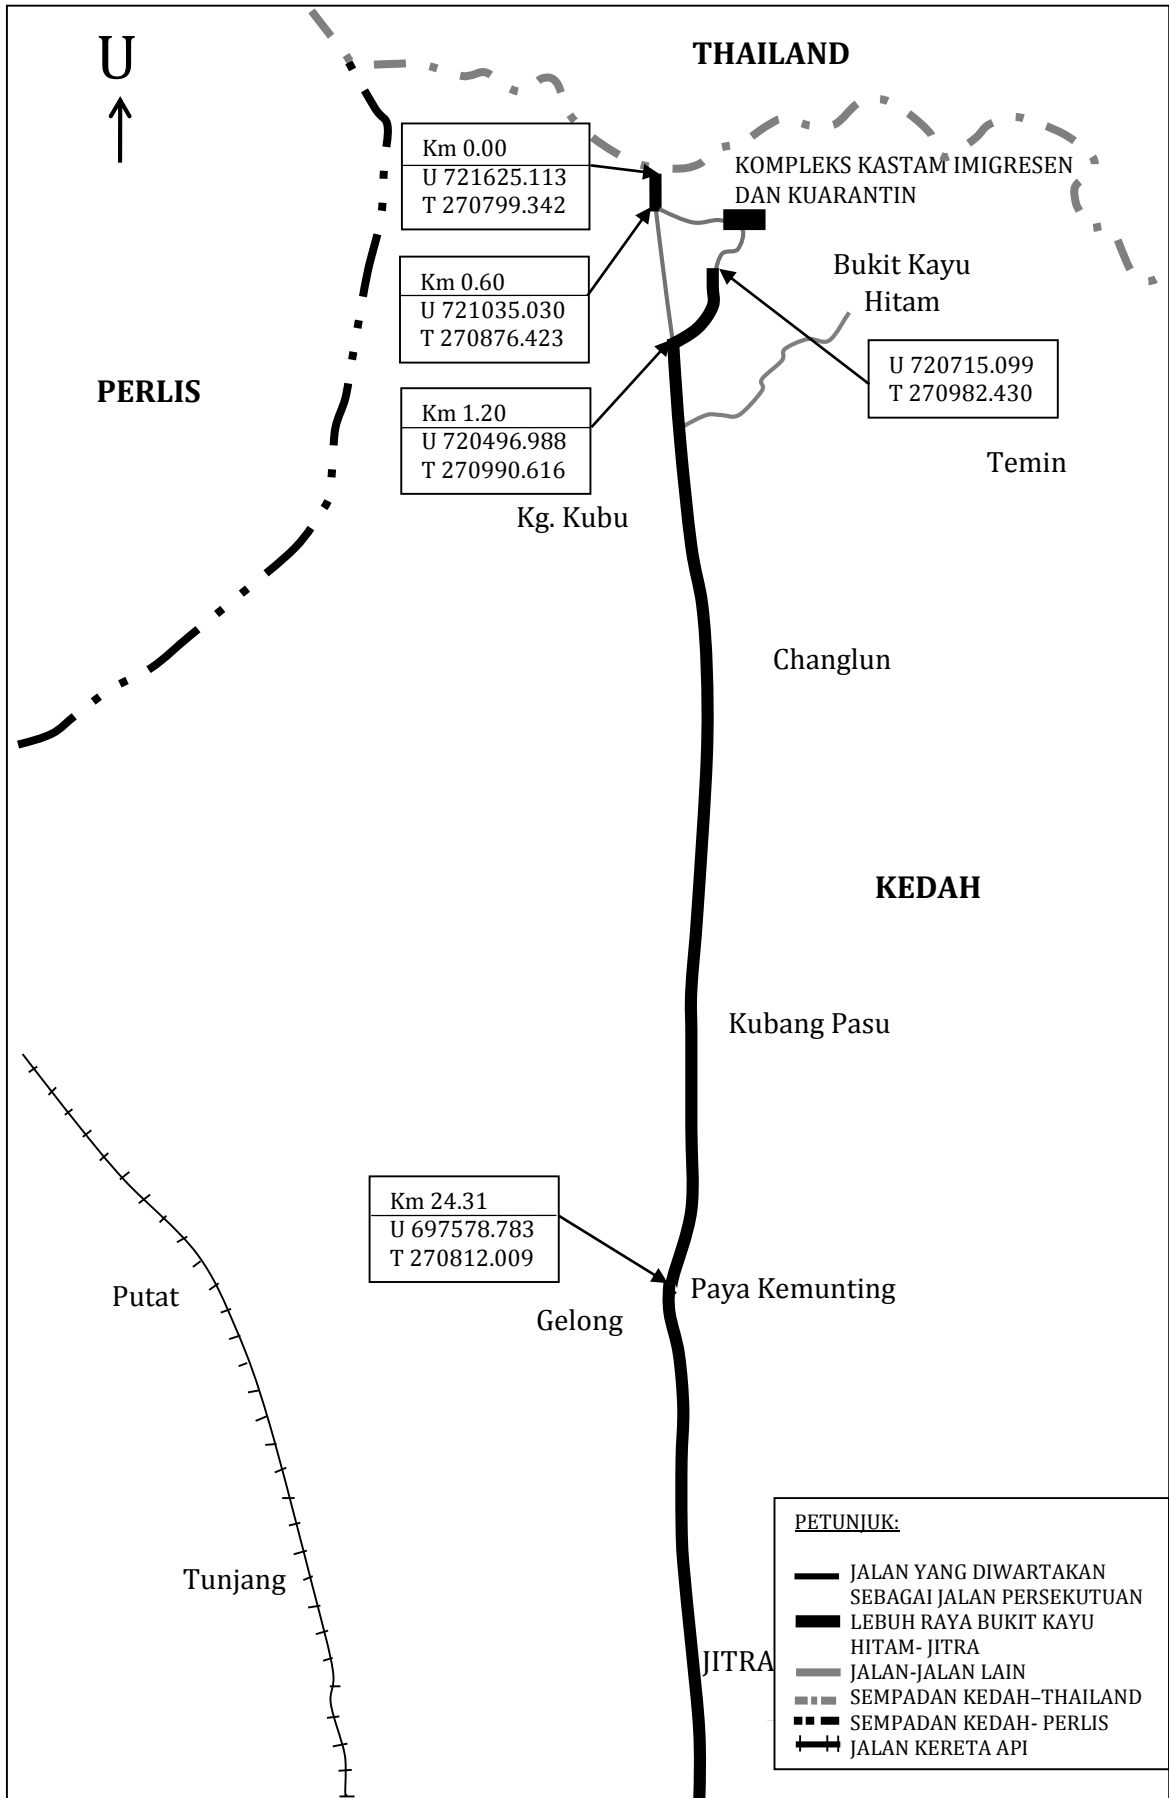 U
THAILAND
Km 0.00
U 721625.113
T 270799.342
KOMPLEKS KASTAM IMIGRESEN
DAN KUARANTIN
Km 0.60
U 721035.030
T 270876.423
Bukit Kayu
Hitam
U 720715.099
T 270982.430
PERLIS
Km 1.20
U 720496.988
T 270990.616
Temin
Kg. Kubu
Changlun
KEDAH
Kubang Pasu
Km 24.31
U 697578.783
T 270812.009
Putat
Paya Kemunting
Gelong
Tunjang
JITRA
PETUNJUK:
JALAN YANG DIWARTAKAN
SEBAGAI JALAN PERSEKUTUAN
LEBUH RAYA BUKIT KAYU
HITAM- JITRA
JALAN-JALAN LAIN
SEMPADAN KEDAH–THAILAND
SEMPADAN KEDAH- PERLIS
JALAN KERETA API